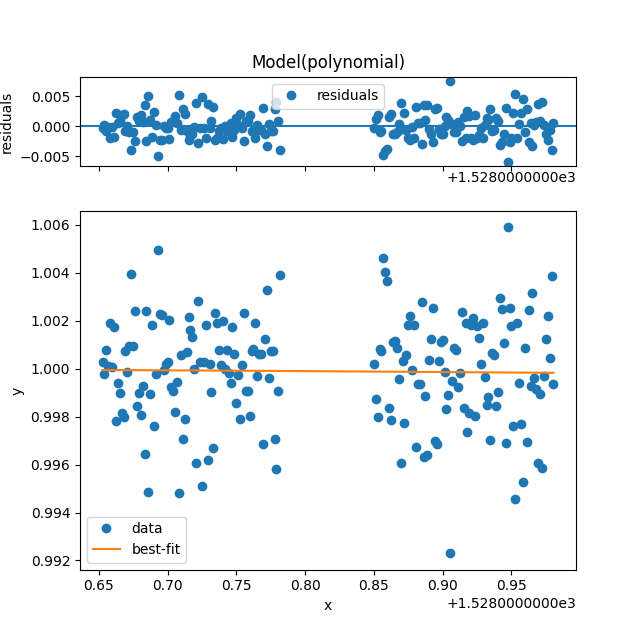 Model(polynomial)
residuals
0.005
0.000
−0.005
residuals
+1.5280000000e3
1.006
1.004
1.002
1.000
0.998
0.996
0.994
0.992
y
data
best-fit
0.65 0.70 0.75 0.80 0.85 0.90 0.95
x
+1.5280000000e3